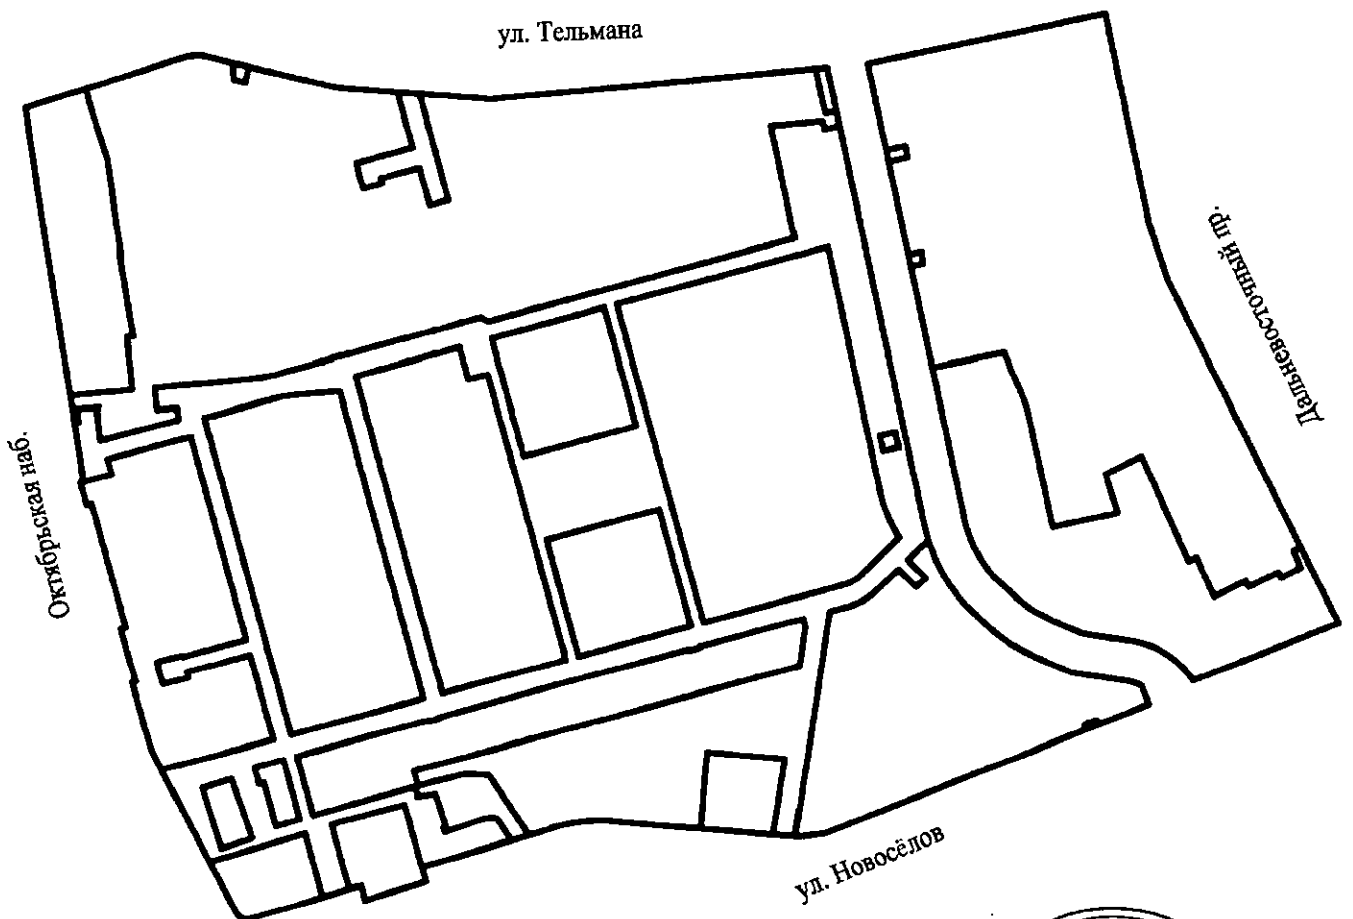 ул. Тельмана
Дальневосточный пр.
Октябрьская наб.
ул. Новосёлов